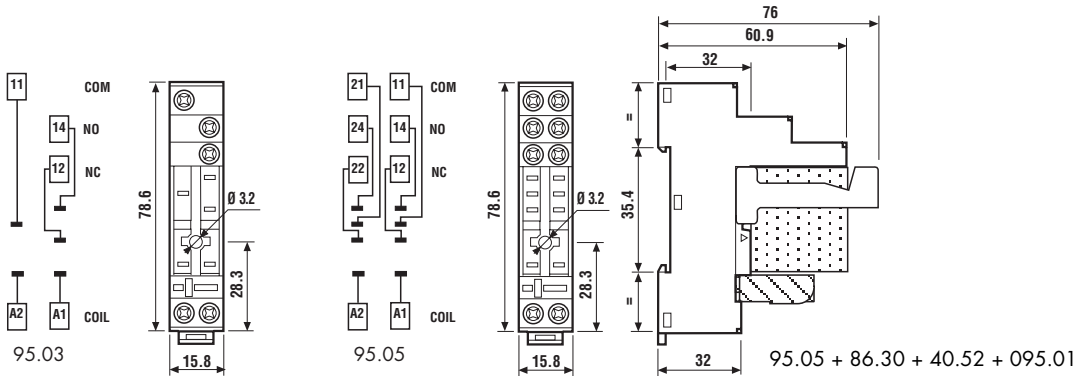 11
COM
14
NO
12
NC
A2
A1
COIL
95.03
78.6
Ø 3.2
28.3
15.8
21
11
COM
24
14
NO
22
12
NC
A2
A1
COIL
95.05
78.6
Ø 3.2
28.3
15.8
76
60.9
32
=
35.4
=
32
95.05 + 86.30 + 40.52 + 095.01